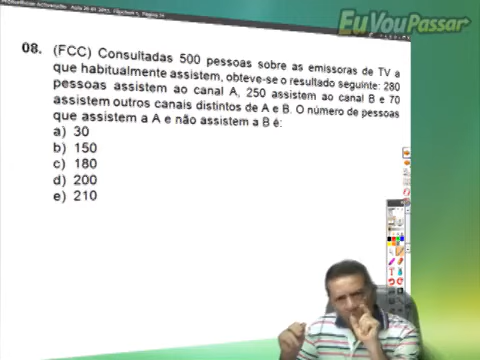 EuVouPassar
08. (FCC) Consultadas 500 pessoas sobre as emissoras de TV a
que habitualmente assistem, obteve-se o resultado seguinte: 280
pessoas assistem ao canal A, 250 assistem ao canal B e 70
assistem outros canais distintos de A e B. O número de pessoas
que assistem a A e não assistem a B é:
a) 30
b) 150
c) 180
d) 200
e) 210